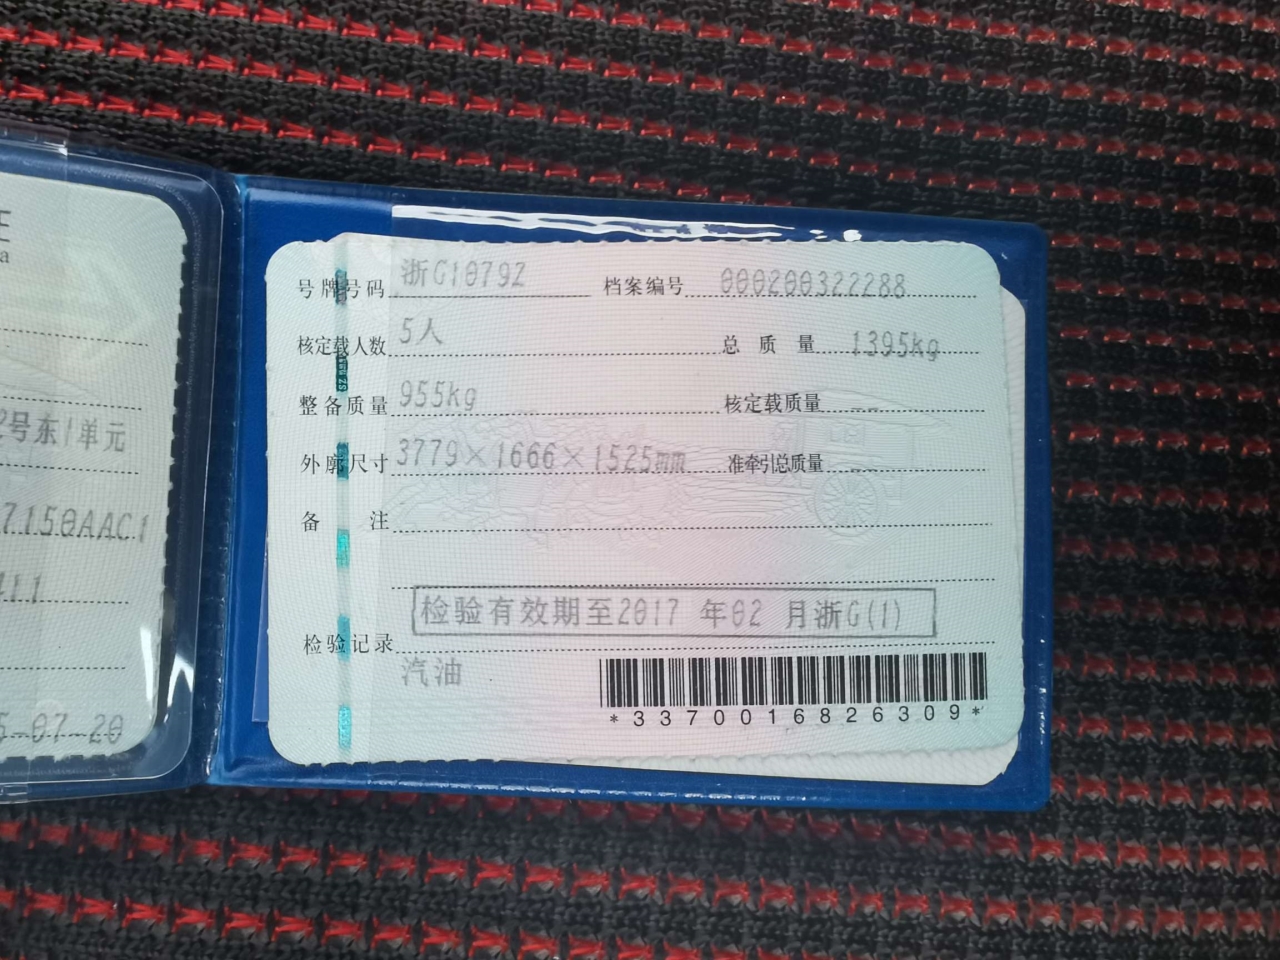 a
号东1单元
7150AAC1
411
-07-20
号牌号码 浙G1079Z 档案编号 000200322288
核定载人数 5人 总质量 1395kg
整备质量 955kg 核定载质量 --
外廓尺寸 3779×1666×1525mm 准牵引总质量 --
备注
检验有效期至2017 年02 月浙G(1)
检验记录
汽油
*3370016826309*